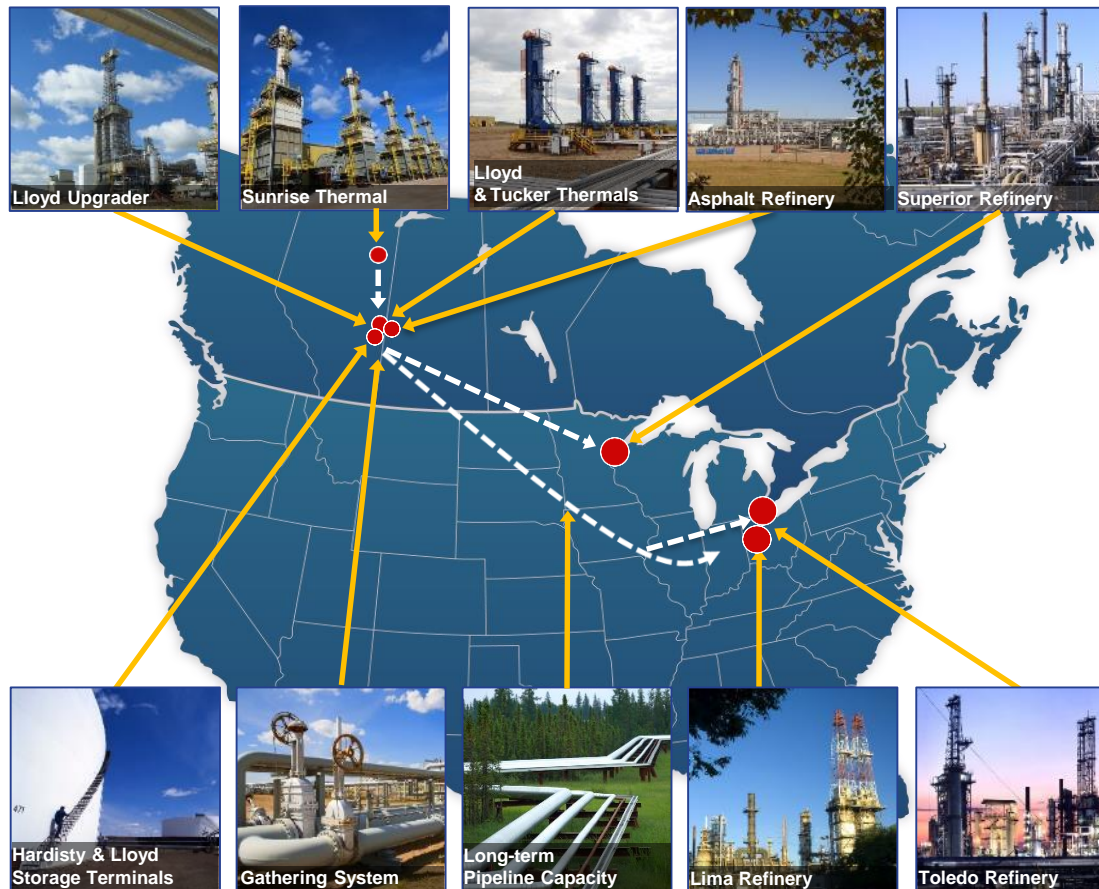 Lloyd Upgrader
Sunrise Thermal
Lloyd
& Tucker Thermals
Asphalt Refinery
Superior Refinery
Hardisty & Lloyd
Storage Terminals
Gathering System
Long-term
Pipeline Capacity
Lima Refinery
Toledo Refinery